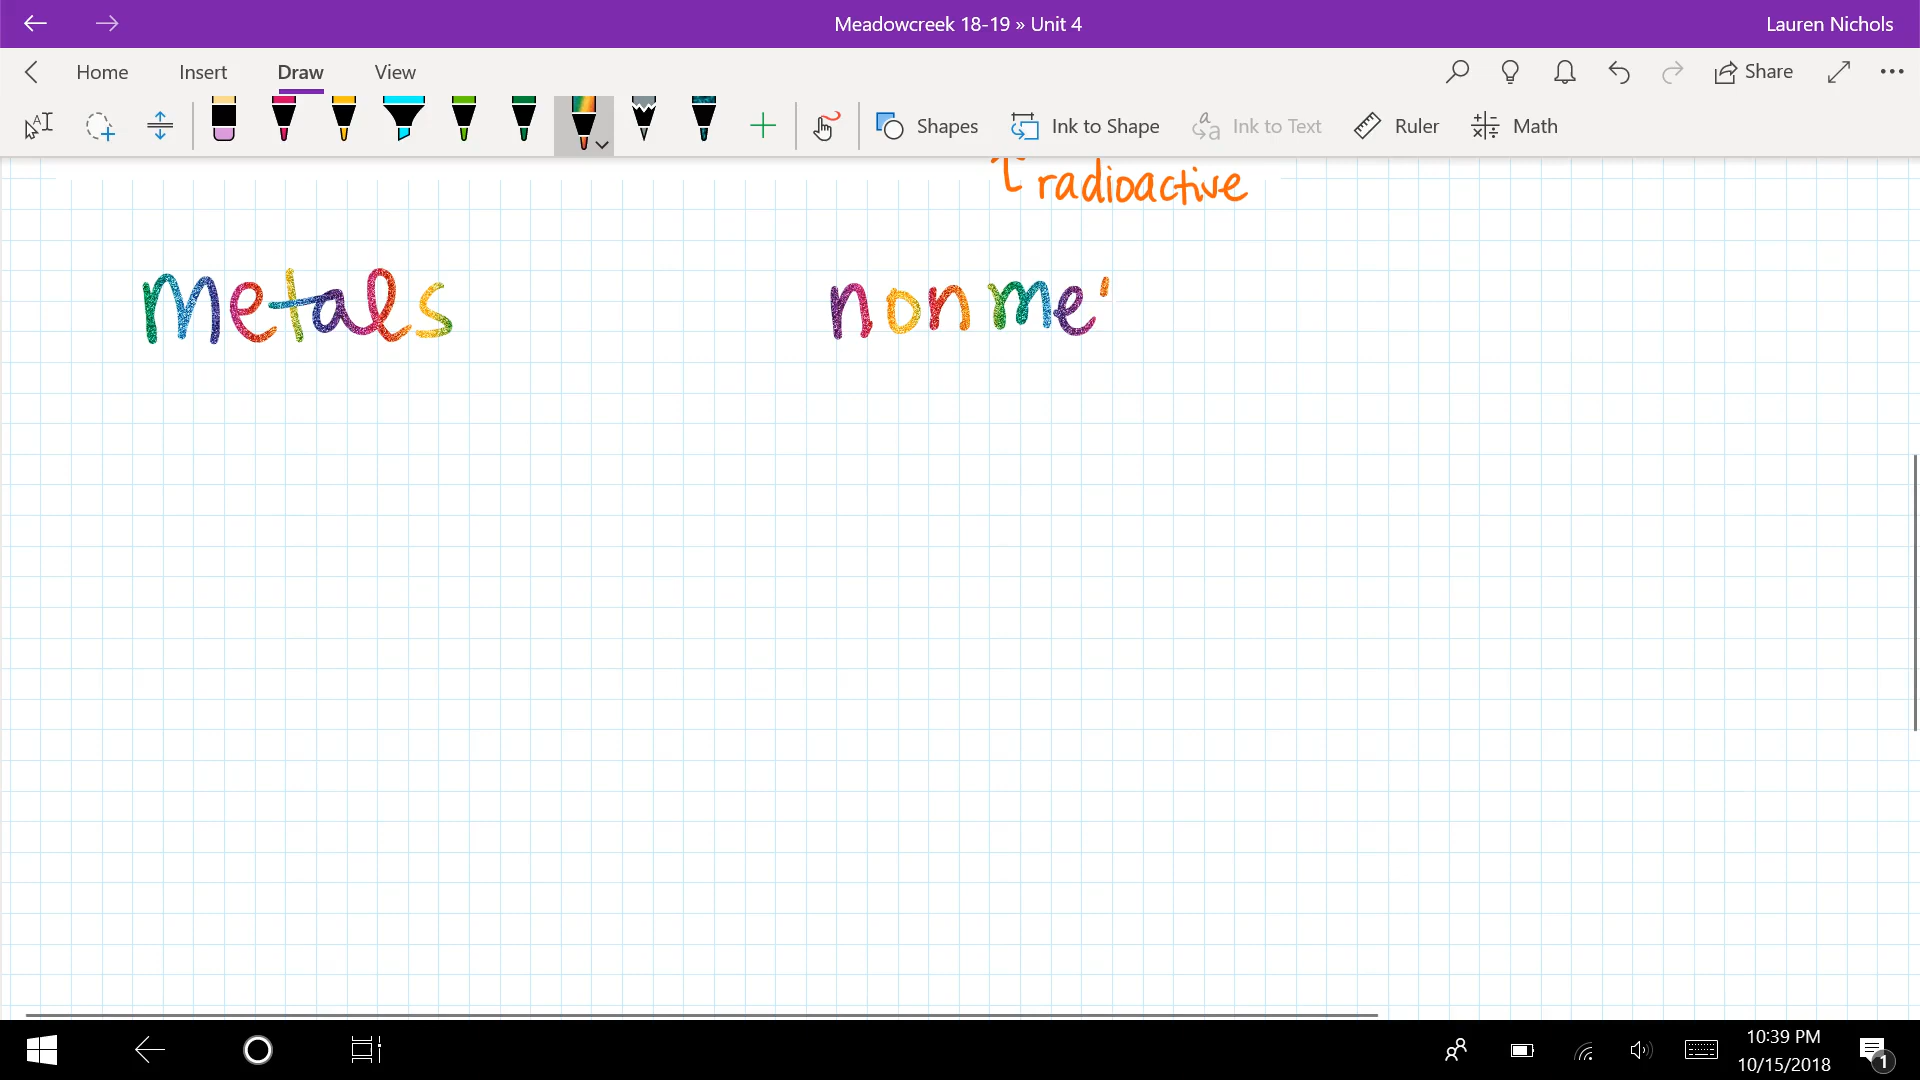 Meadowcreek 18-19 » Unit 4
Lauren Nichols
Home Insert Draw View
Share
Shapes Ink to Shape Ink to Text Ruler Math
radioactive
metals
nonme'
10:39 PM
10/15/2018
1